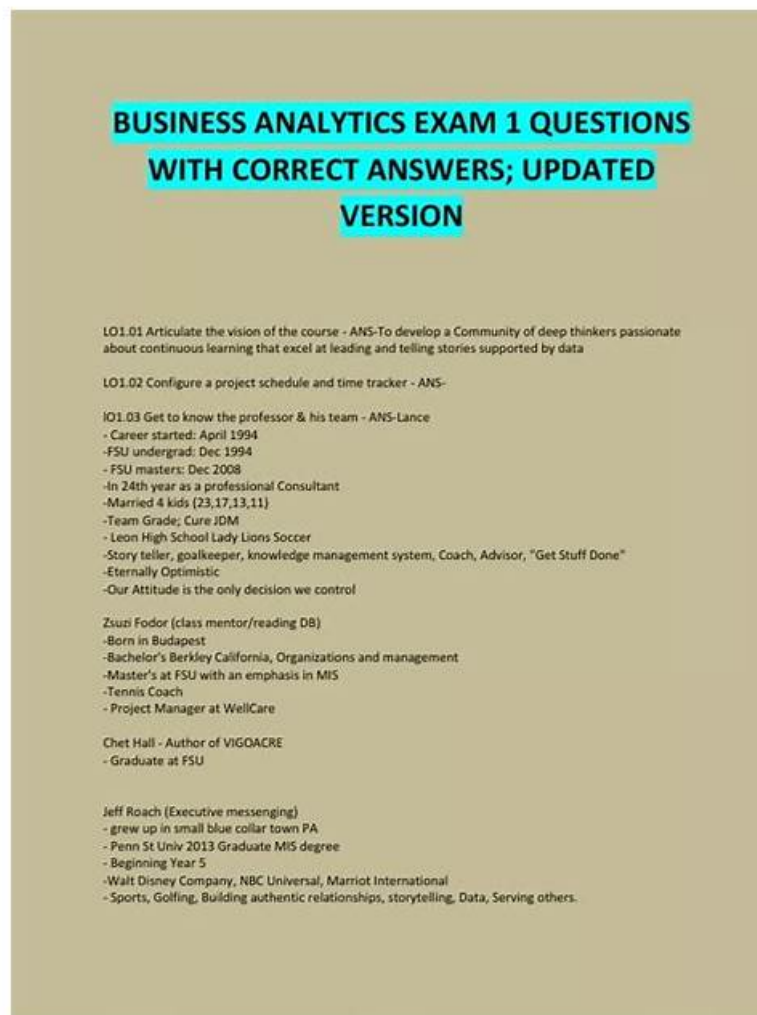 BUSINESS ANALYTICS EXAM 1 QUESTIONS
WITH CORRECT ANSWERS; UPDATED
VERSION
LO1.01 Articulate the vision of the course - ANS-To develop a Community of deep thinkers passionate
about continuous learning that excel at leading and telling stories supported by data
LO1.02 Configure a project schedule and time tracker - ANS-
lO1.03 Get to know the professor & his team - ANS-Lance
- Career started: April 1994
-FSU undergrad: Dec 1994
- FSU masters: Dec 2008
-In 24th year as a professional Consultant
-Married 4 kids (23,17,13,11)
-Team Grade; Cure JDM
- Leon High School Lady Lions Soccer
-Story teller, goalkeeper, knowledge management system, Coach, Advisor, "Get Stuff Done"
-Eternally Optimistic
-Our Attitude is the only decision we control
Zsuzi Fodor (class mentor/reading DB)
-Born in Budapest
-Bachelor's Berkley California, Organizations and management
-Master's at FSU with an emphasis in MIS
-Tennis Coach
- Project Manager at WellCare
Chet Hall - Author of VIGOACRE
- Graduate at FSU
Jeff Roach (Executive messenging)
- grew up in small blue collar town PA
- Penn St Univ 2013 Graduate MIS degree
- Beginning Year 5
-Walt Disney Company, NBC Universal, Marriot International
- Sports, Golfing, Building authentic relationships, storytelling, Data, Serving others.